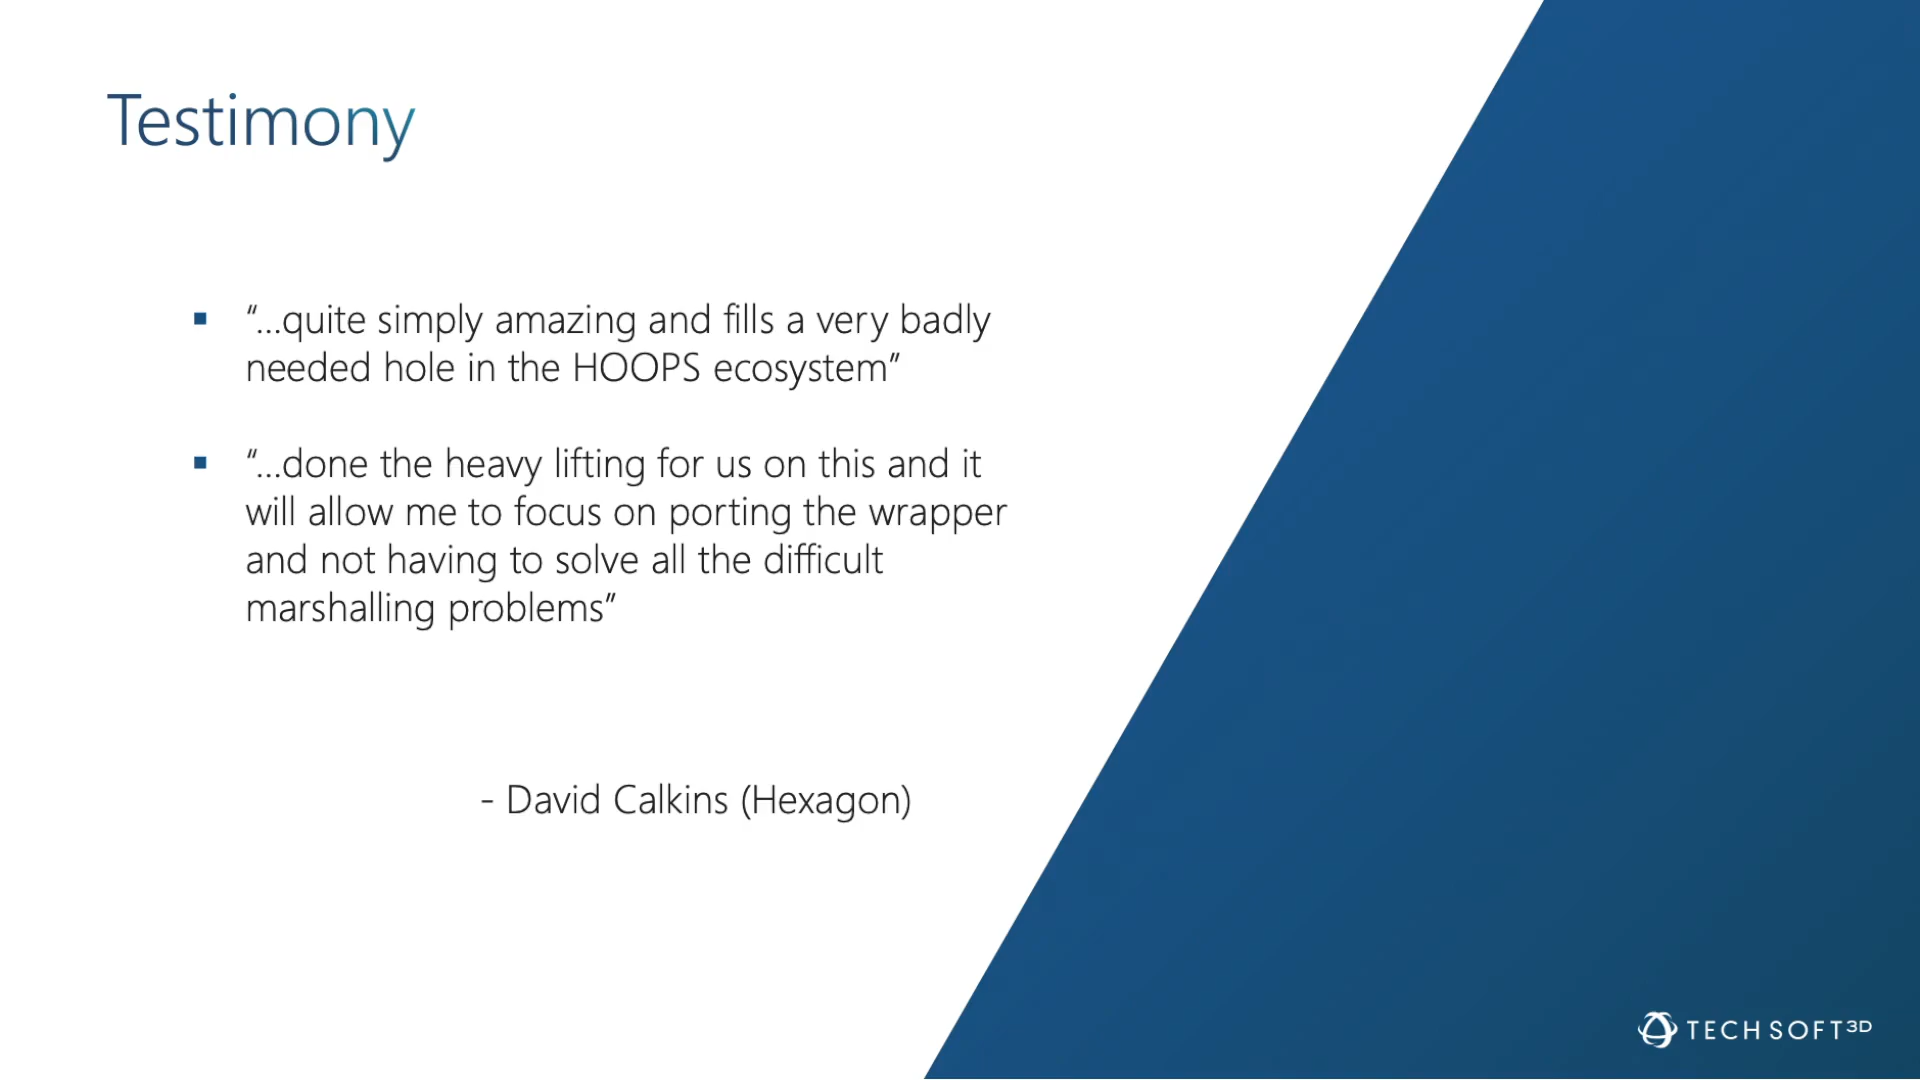 Testimony
“...quite simply amazing and fills a very badly
needed hole in the HOOPS ecosystem”
“...done the heavy lifting for us on this and it
will allow me to focus on porting the wrapper
and not having to solve all the difficult
marshalling problems”
- David Calkins (Hexagon)
TECH SOFT 3D